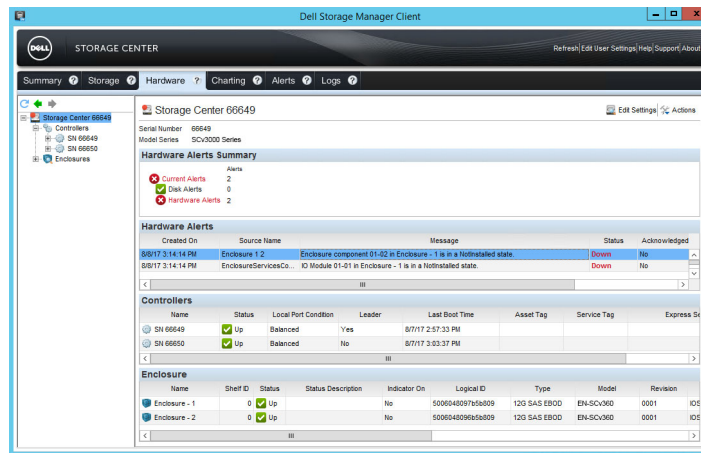 Dell Storage Manager Client
DELL
STORAGE CENTER
Refresh Edit User Settings Help Support About
Summary ? Storage ? Hardware ? Charting ? Alerts ? Logs ?
Storage Center 66649
Controllers
SN 66649
SN 66650
Enclosures
Storage Center 66649
Edit Settings Actions
Serial Number 66649
Model Series SCv3000 Series
Hardware Alerts Summary
Alerts
Current Alerts 2
Disk Alerts 0
Hardware Alerts 2
Hardware Alerts
Created On Source Name Message Status Acknowledged
8/8/17 3:14:14 PM Enclosure 1 2 Enclosure component 01-02 in Enclosure - 1 is in a NotInstalled state. Down No
8/8/17 3:14:14 PM EnclosureServicesCo... IO Module 01-01 in Enclosure - 1 is in a NotInstalled state. Down No
Controllers
Name Status Local Port Condition Leader Last Boot Time Asset Tag Service Tag Express Se
SN 66649 Up Balanced Yes 8/7/17 2:57:33 PM
SN 66650 Up Balanced No 8/7/17 3:03:37 PM
Enclosure
Name Shelf ID Status Status Description Indicator On Logical ID Type Model Revision
Enclosure - 1 0 Up No 5006048097b5b809 12G SAS EBOD EN-SCv360 0001 IOS
Enclosure - 2 0 Up No 5006048096b5b809 12G SAS EBOD EN-SCv360 0001 IOS